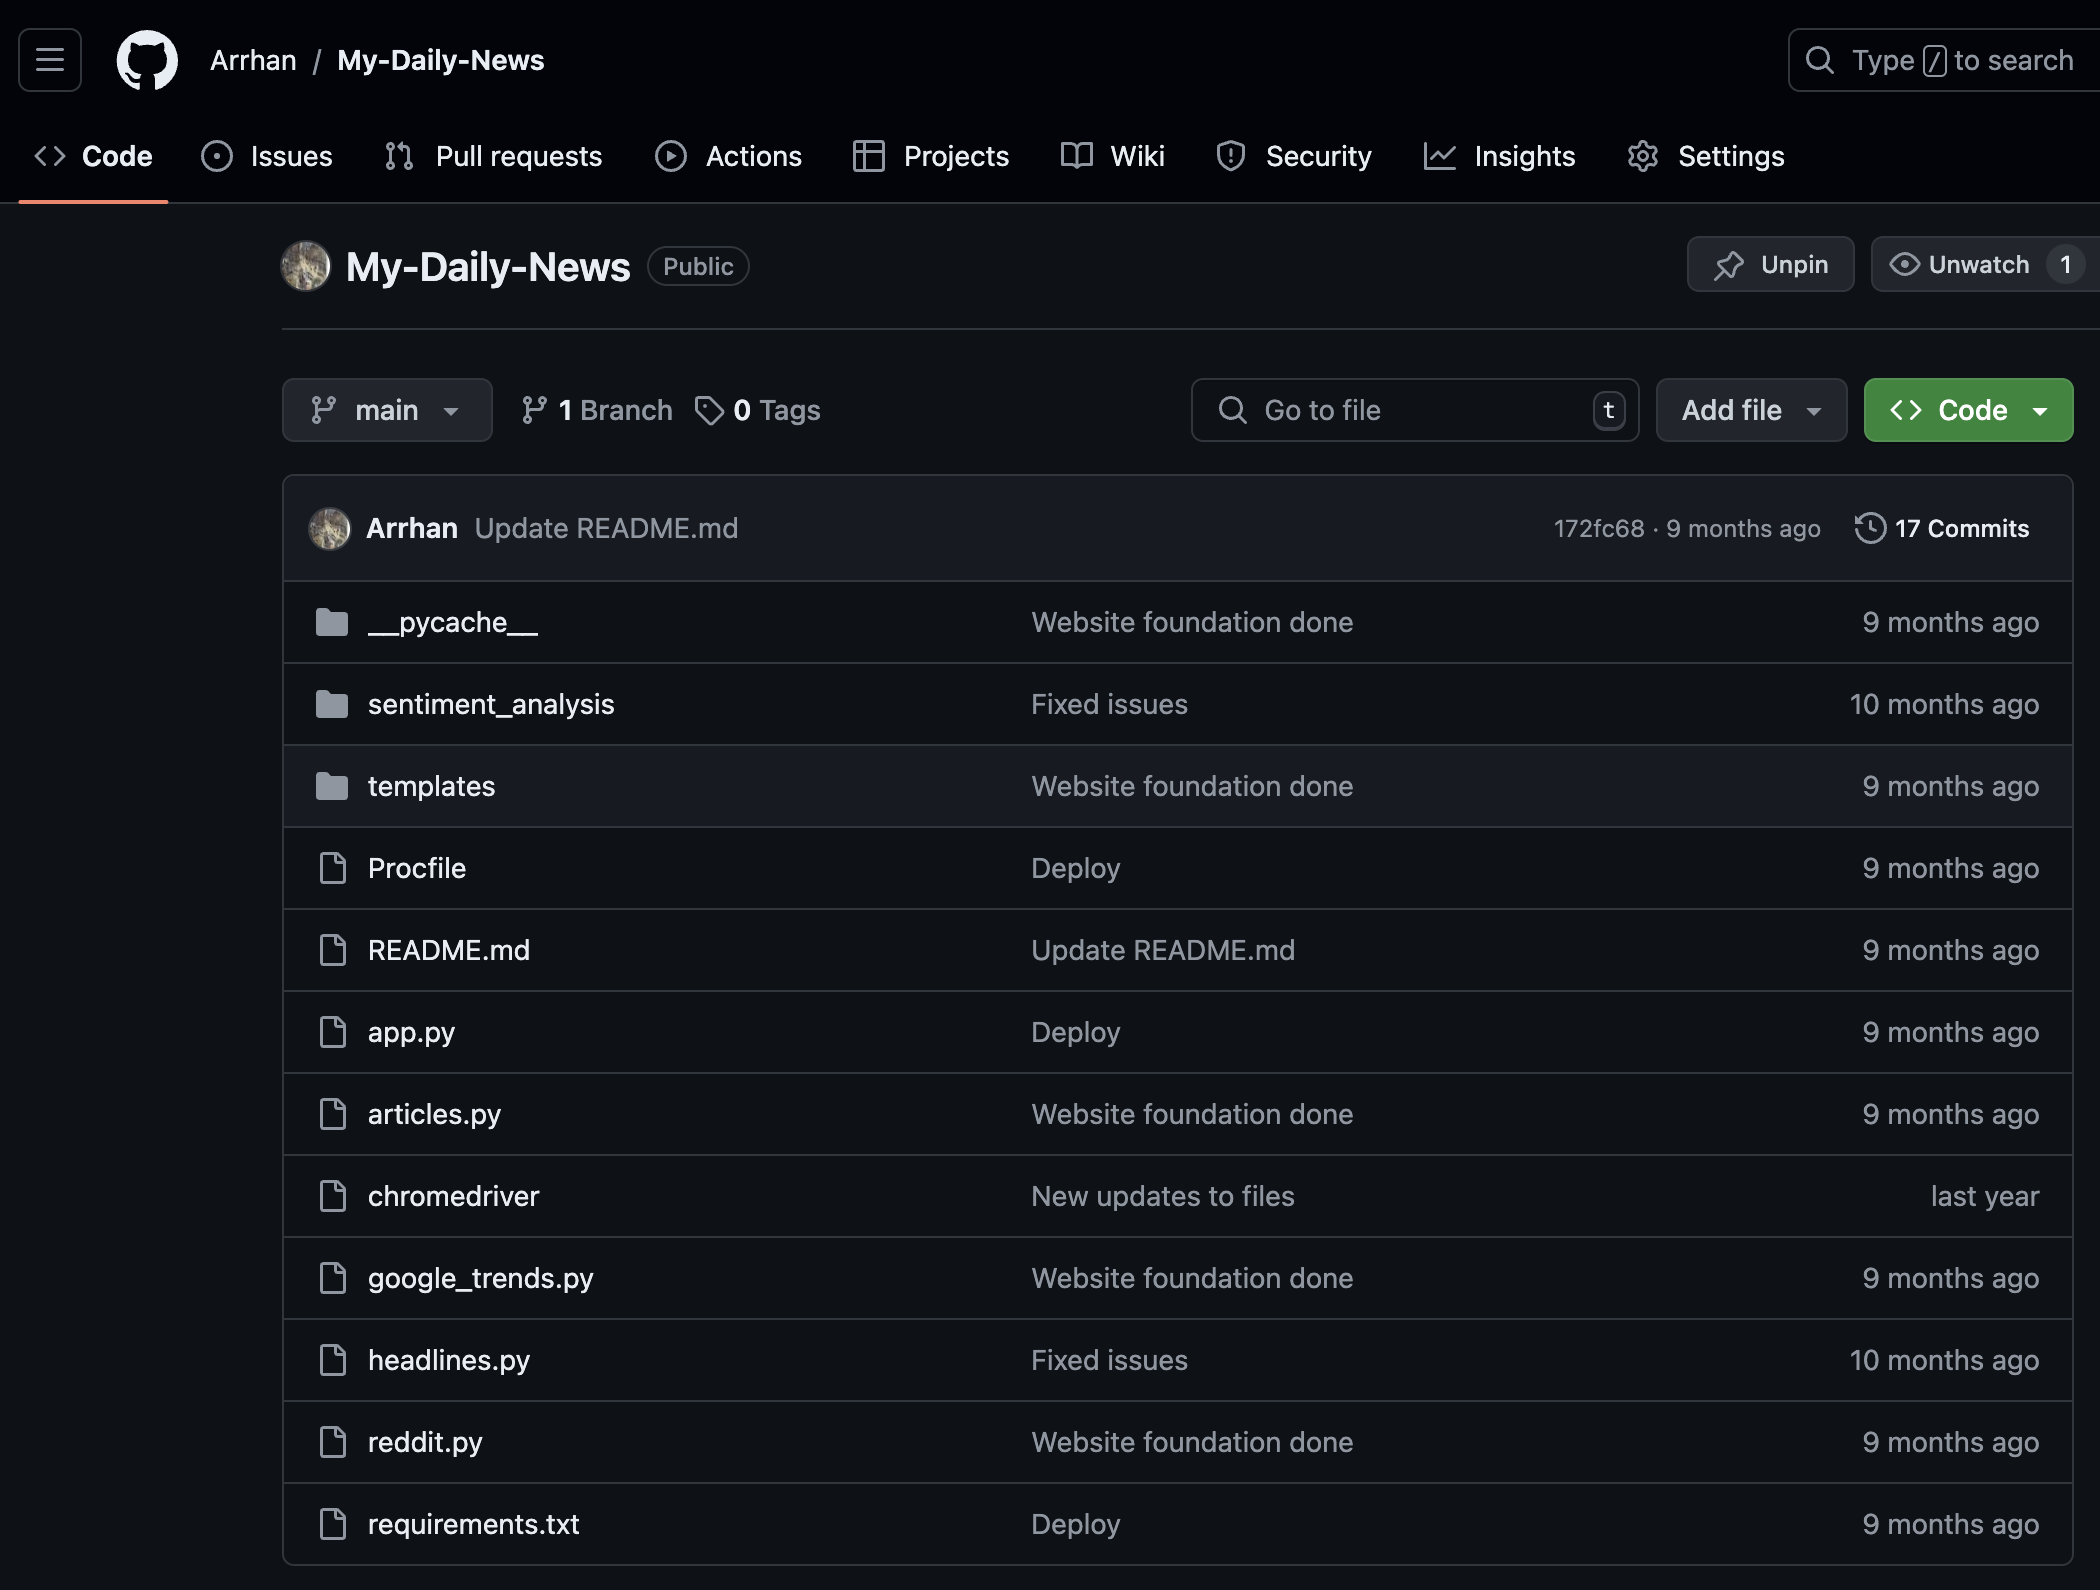 Arrhan / My-Daily-News
Type / to search
Code Issues Pull requests Actions Projects Wiki Security Insights Settings
My-Daily-News Public
Unpin Unwatch 1
main 1 Branch 0 Tags
Go to file t Add file Code
Arrhan Update README.md 172fc68 · 9 months ago 17 Commits
__pycache__ Website foundation done 9 months ago
sentiment_analysis Fixed issues 10 months ago
templates Website foundation done 9 months ago
Procfile Deploy 9 months ago
README.md Update README.md 9 months ago
app.py Deploy 9 months ago
articles.py Website foundation done 9 months ago
chromedriver New updates to files last year
google_trends.py Website foundation done 9 months ago
headlines.py Fixed issues 10 months ago
reddit.py Website foundation done 9 months ago
requirements.txt Deploy 9 months ago